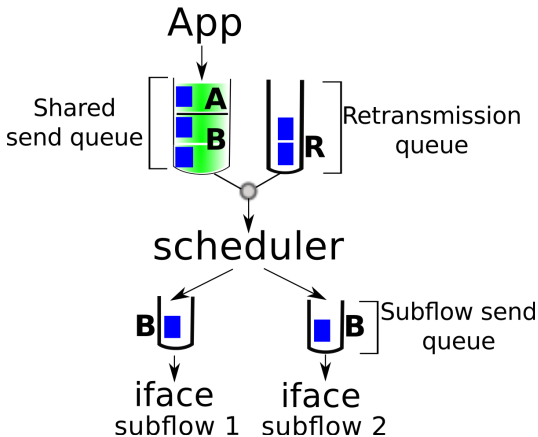 App
Shared
send queue
A
B
R
Retransmission
queue
scheduler
B
B
Subflow send
queue
iface
subflow 1
iface
subflow 2